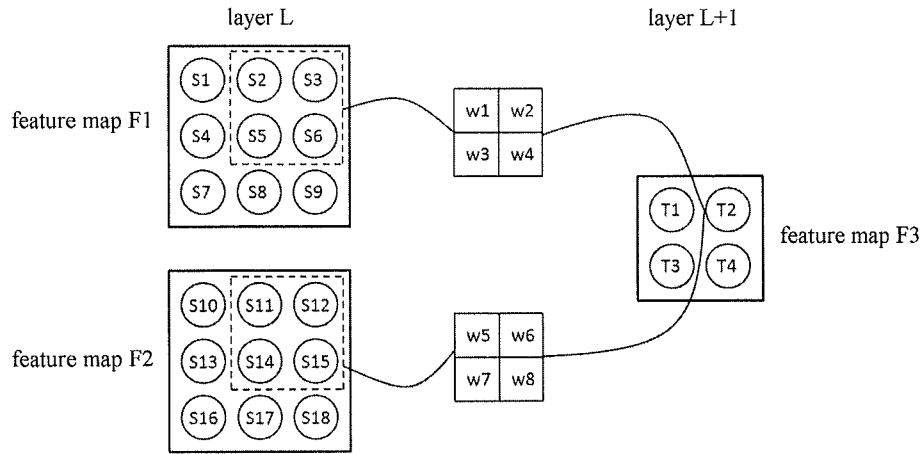 layer L
layer L+1
feature map F1
S1 S2 S3
S4 S5 S6
S7 S8 S9
w1 w2
w3 w4
T1 T2
T3 T4
feature map F3
feature map F2
S10 S11 S12
S13 S14 S15
S16 S17 S18
w5 w6
w7 w8